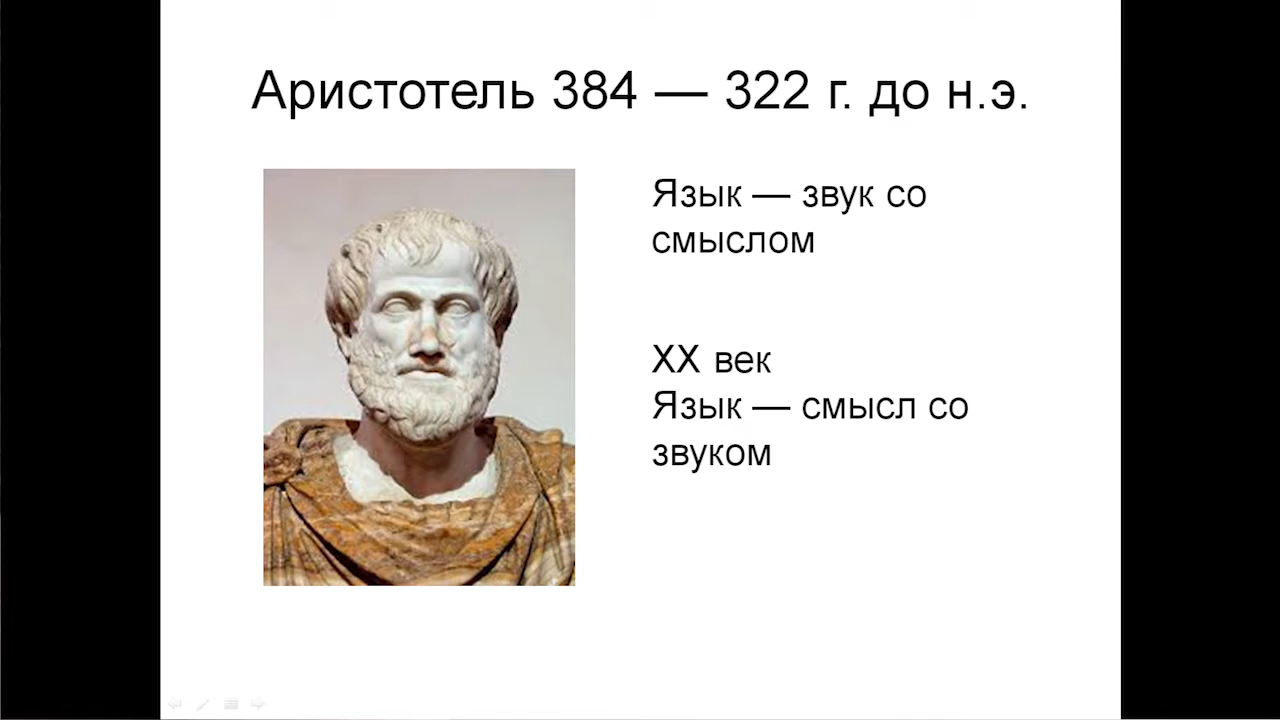 Аристотель 384 — 322 г. до н.э.
Язык — звук со
смыслом
XX век
Язык — смысл со
звуком